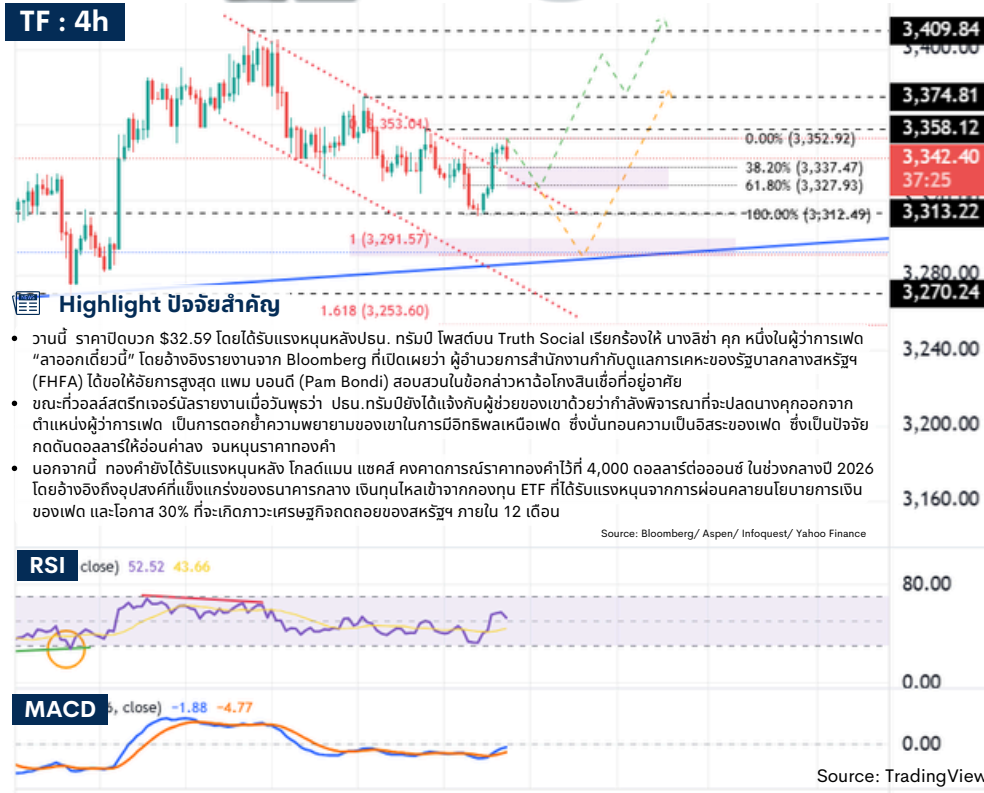 TF : 4h
3,409.84
3,400.00
3,374.81
3,358.12
0 (3,353.01)
0.00% (3,352.92)
3,342.40
37:25
38.20% (3,337.47)
61.80% (3,327.93)
100.00% (3,312.49)
3,313.22
1 (3,291.57)
3,280.00
3,270.24
1.618 (3,253.60)
3,240.00
3,200.00
3,160.00
NEWS
Highlight ปัจจัยสำคัญ
• วานนี้ ราคาปิดบวก $32.59 โดยได้รับแรงหนุนหลังปธน. ทรัมป์ โพสต์บน Truth Social เรียกร้องให้ นางลิซ่า คุก หนึ่งในผู้ว่าการเฟด
“ลาออกเดี๋ยวนี้” โดยอ้างอิงรายงานจาก Bloomberg ที่เปิดเผยว่า ผู้อำนวยการสำนักงานกำกับดูแลการเคหะของรัฐบาลกลางสหรัฐฯ
(FHFA) ได้ขอให้อัยการสูงสุด แพม บอนดี (Pam Bondi) สอบสวนในข้อกล่าวหาฉ้อโกงสินเชื่อที่อยู่อาศัย
• ขณะที่วอลล์สตรีทเจอร์นัลรายงานเมื่อวันพุธว่า ปธน.ทรัมป์ยังได้แจ้งกับผู้ช่วยของเขาด้วยว่ากำลังพิจารณาที่จะปลดนางคุกออกจาก
ตำแหน่งผู้ว่าการเฟด เป็นการตอกย้ำความพยายามของเขาในการมีอิทธิพลเหนือเฟด ซึ่งบั่นทอนความเป็นอิสระของเฟด ซึ่งเป็นปัจจัย
กดดันดอลลาร์ให้อ่อนค่าลง จนหนุนราคาทองคำ
• นอกจากนี้ ทองคำยังได้รับแรงหนุนหลัง โกลด์แมน แซคส์ คงคาดการณ์ราคาทองคำไว้ที่ 4,000 ดอลลาร์ต่อออนซ์ ในช่วงกลางปี 2026
โดยอ้างอิงถึงอุปสงค์ที่แข็งแกร่งของธนาคารกลาง เงินทุนไหลเข้าจากกองทุน ETF ที่ได้รับแรงหนุนจากการผ่อนคลายนโยบายการเงิน
ของเฟด และโอกาส 30% ที่จะเกิดภาวะเศรษฐกิจถดถอยของสหรัฐฯ ภายใน 12 เดือน
Source: Bloomberg/ Aspen/ Infoquest/ Yahoo Finance
RSI close) 52.52 43.66
80.00
0.00
MACD 6, close) −1.88 −4.77
0.00
Source: TradingView